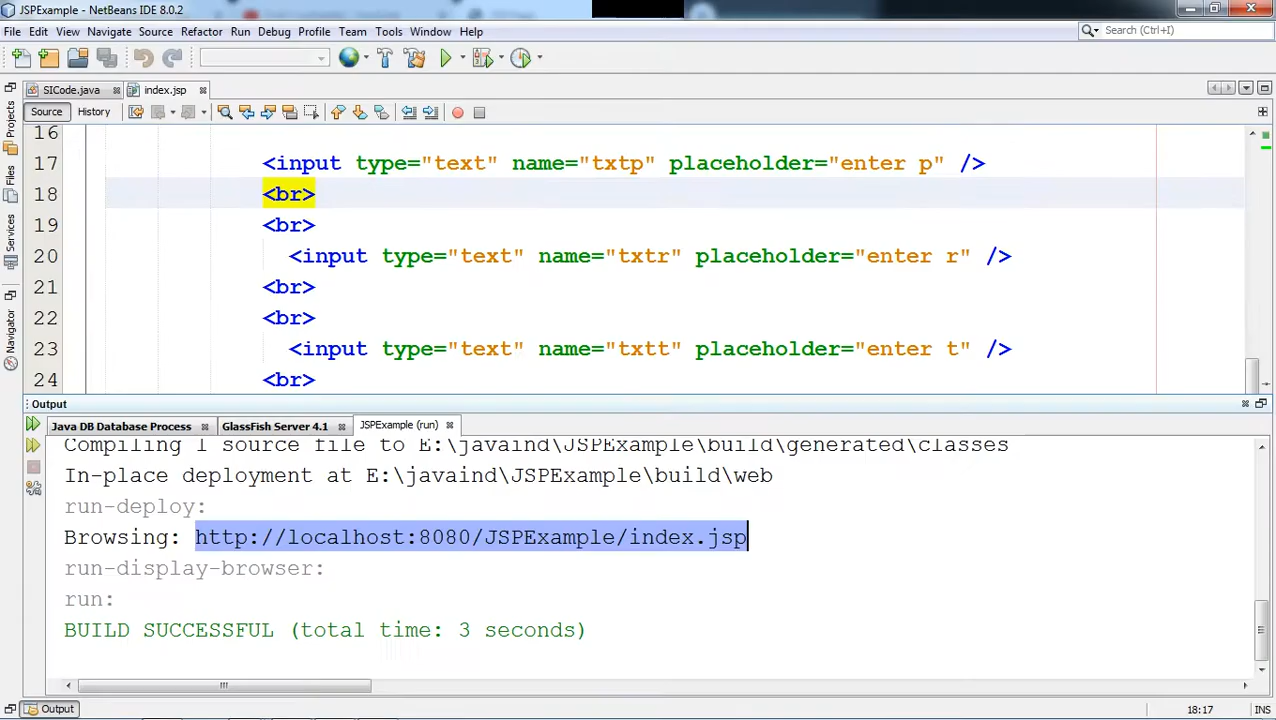 JSPExample - NetBeans IDE 8.0.2
File Edit View Navigate Source Refactor Run Debug Profile Team Tools Window Help
Search (Ctrl+I)
SICode.java index.jsp
Source History
Projects
Files
Services
Navigator
16
17 <input type="text" name="txtp" placeholder="enter p" />
18 <br>
19 <br>
20 <input type="text" name="txtr" placeholder="enter r" />
21 <br>
22 <br>
23 <input type="text" name="txtt" placeholder="enter t" />
24 <br>
Output
Java DB Database Process GlassFish Server 4.1 JSPExample (run)
Compiling 1 source file to E:\javaind\JSPExample\build\generated\classes
In-place deployment at E:\javaind\JSPExample\build\web
run-deploy:
Browsing: http://localhost:8080/JSPExample/index.jsp
run-display-browser:
run:
BUILD SUCCESSFUL (total time: 3 seconds)
Output
18:17 INS